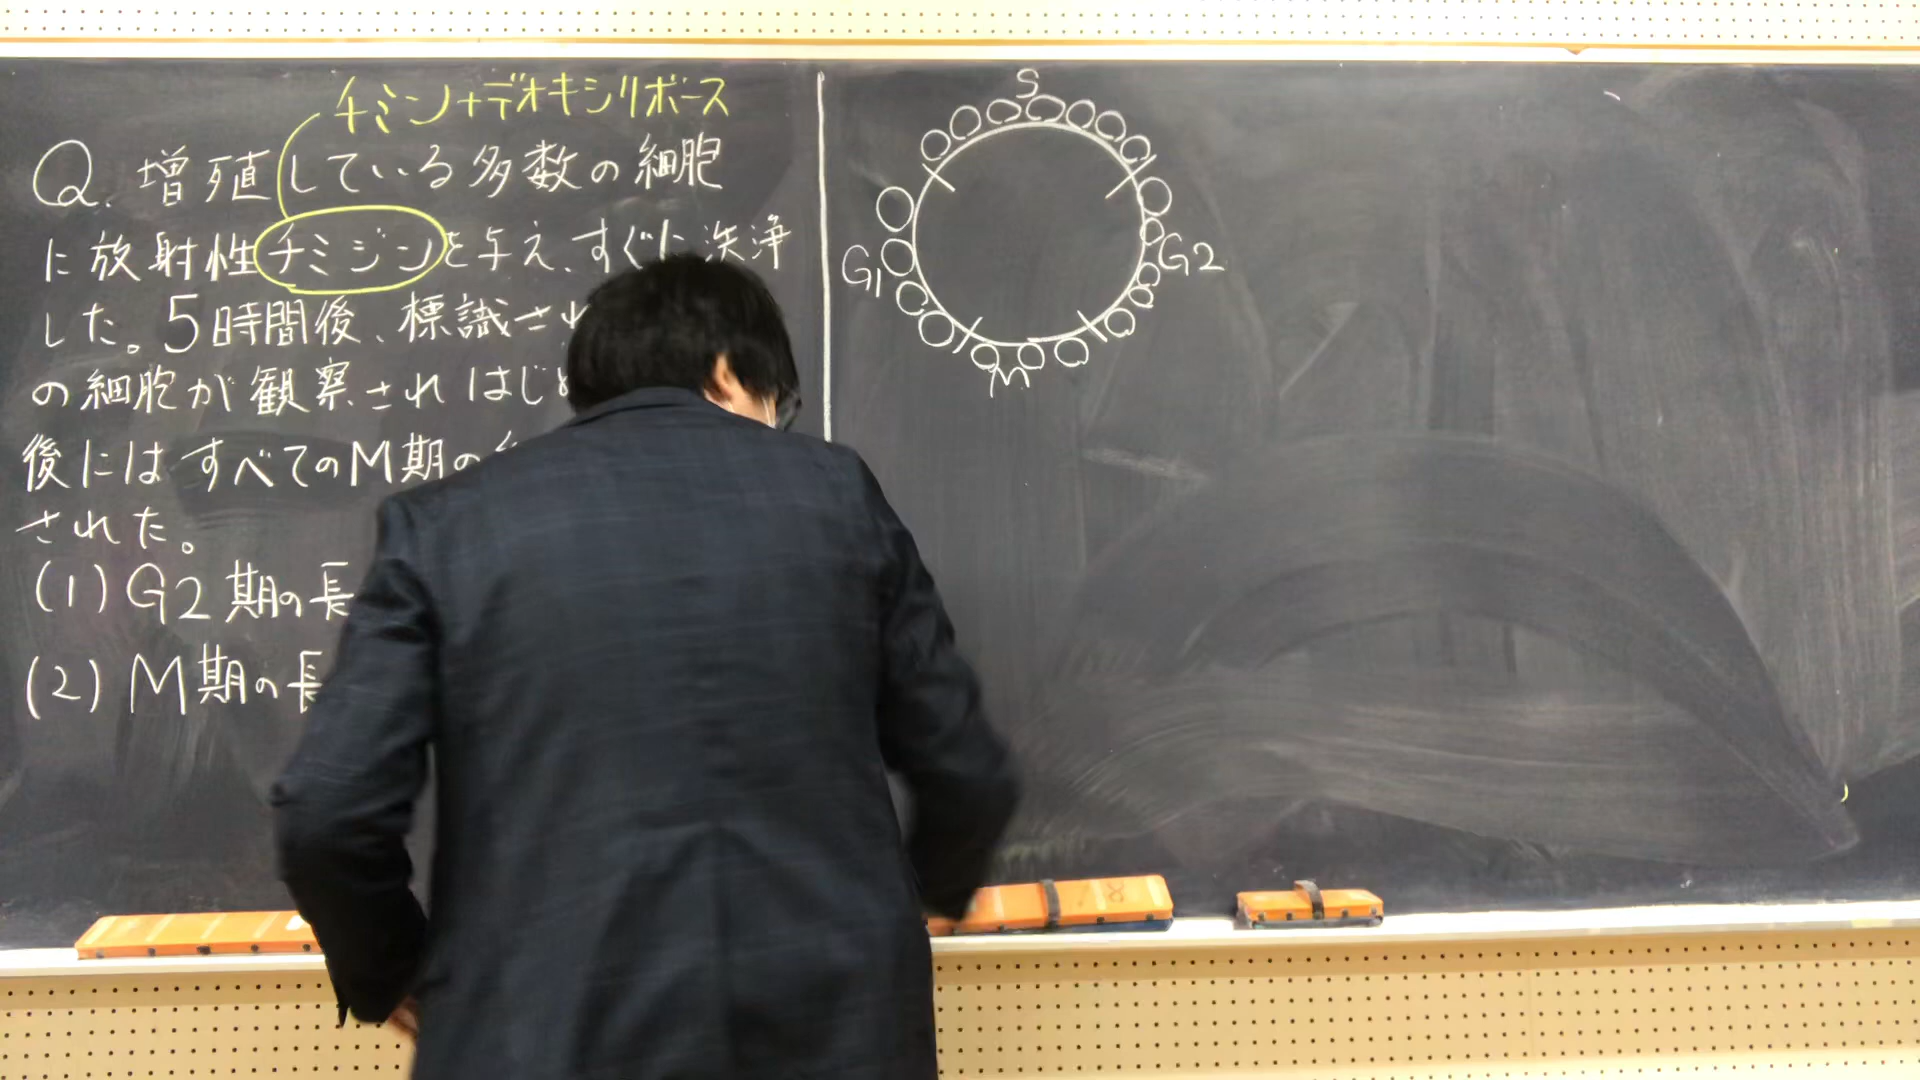 チミン+デオキシリボース
Q. 増殖している多数の細胞
に放射性チミジンを与え、すぐに洗浄
した。5時間後、標識され
の細胞が観察されはじめ
後にはすべてのM期の
された。
(1) G2期の長
(2) M期の長
S
G1
G2
M